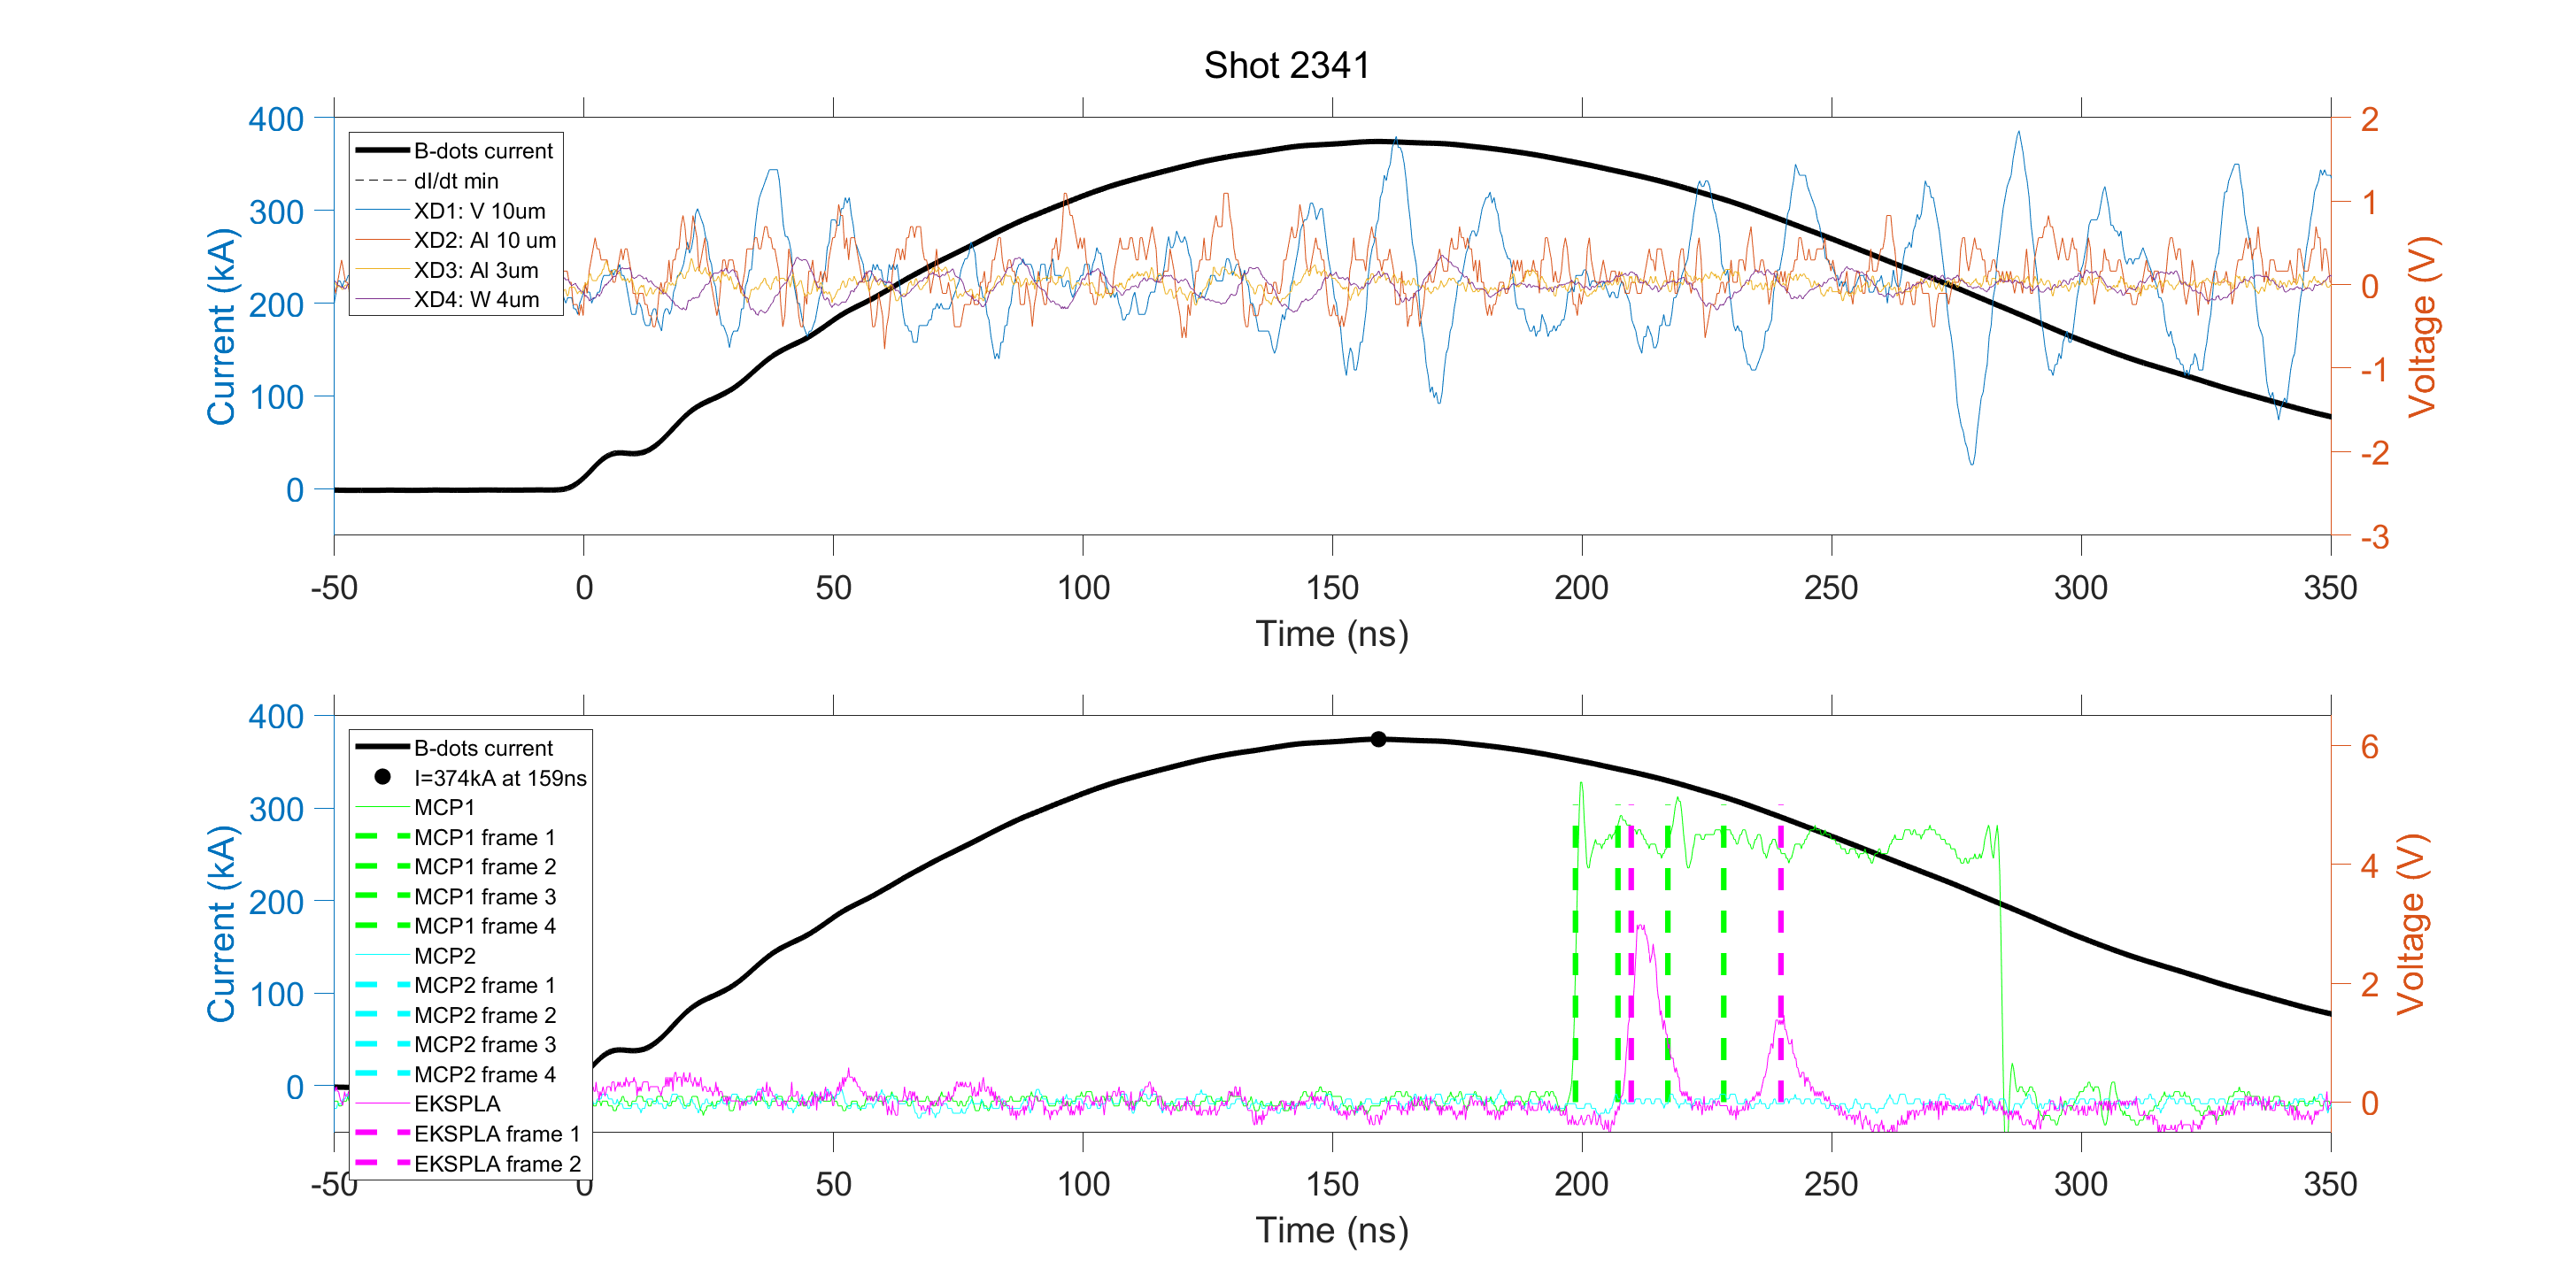 Shot 2341
400
300
200
100
0
Current (kA)
B-dots current
dI/dt min
XD1: V 10um
XD2: Al 10 um
XD3: Al 3um
XD4: W 4um
2
1
0
-1
-2
-3
Voltage (V)
-50 0 50 100 150 200 250 300 350
Time (ns)
400
300
200
100
0
Current (kA)
B-dots current
I=374kA at 159ns
MCP1
MCP1 frame 1
MCP1 frame 2
MCP1 frame 3
MCP1 frame 4
MCP2
MCP2 frame 1
MCP2 frame 2
MCP2 frame 3
MCP2 frame 4
EKSPLA
EKSPLA frame 1
EKSPLA frame 2
6
4
2
0
Voltage (V)
-50 0 50 100 150 200 250 300 350
Time (ns)